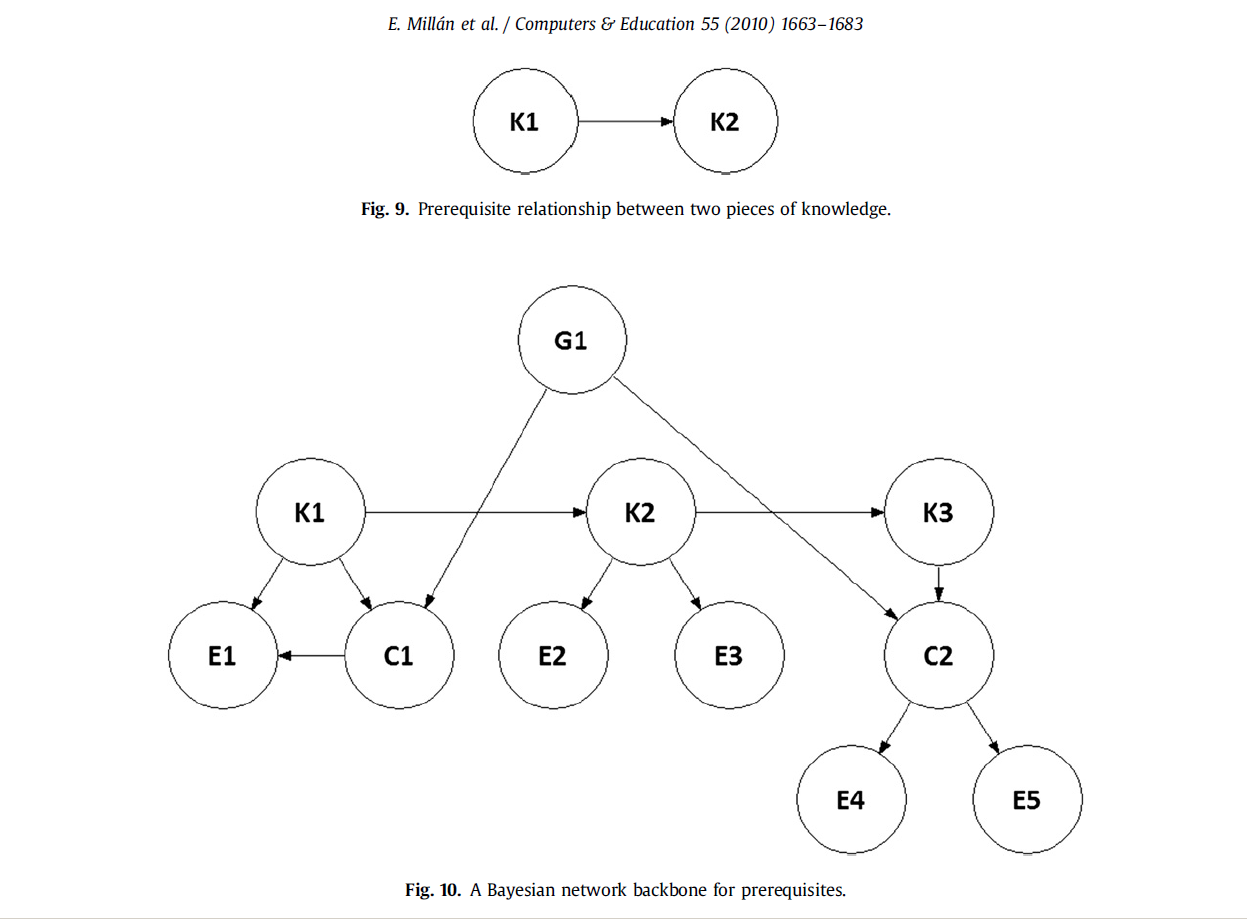 E. Millán et al. / Computers & Education 55 (2010) 1663–1683
K1 K2
Fig. 9. Prerequisite relationship between two pieces of knowledge.
G1
K1 K2 K3
E1 C1 E2 E3 C2
E4 E5
Fig. 10. A Bayesian network backbone for prerequisites.